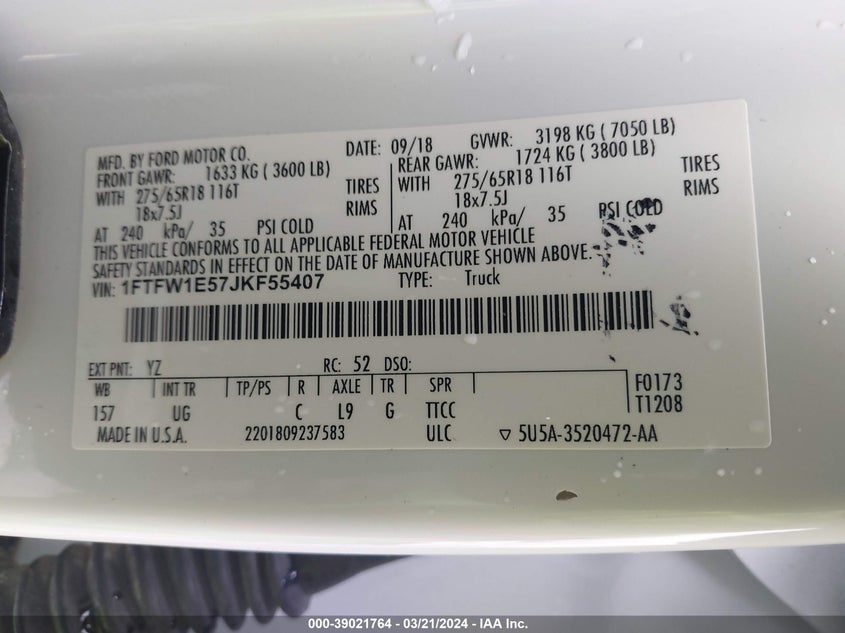 MFD. BY FORD MOTOR CO. DATE: 09/18 GVWR: 3198 KG ( 7050 LB)
FRONT GAWR: 1633 KG ( 3600 LB) REAR GAWR: 1724 KG ( 3800 LB)
WITH 275/65R18 116T TIRES WITH 275/65R18 116T TIRES
18x7.5J RIMS 18x7.5J RIMS
AT 240 kPa/ 35 PSI COLD AT 240 kPa/ 35 PSI COLD
THIS VEHICLE CONFORMS TO ALL APPLICABLE FEDERAL MOTOR VEHICLE
SAFETY STANDARDS IN EFFECT ON THE DATE OF MANUFACTURE SHOWN ABOVE.
VIN: 1FTFW1E57JKF55407 TYPE: Truck
EXT PNT: YZ RC: 52 DSO:
WB INT TR TP/PS R AXLE TR SPR F0173
157 UG C L9 G TTCC T1208
MADE IN U.S.A. 2201809237583 ULC ▽ 5U5A-3520472-AA
000-39021764 - 03/21/2024 - IAA Inc.